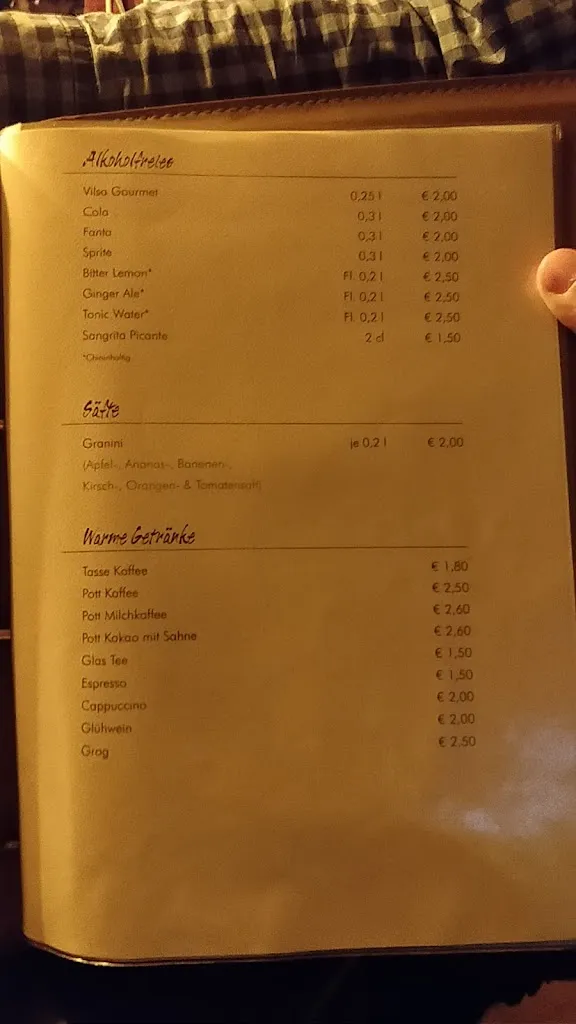 Alkoholfreies
Vilsa Gourmet 0,25 l € 2,00
Cola 0,3 l € 2,00
Fanta 0,3 l € 2,00
Sprite 0,3 l € 2,00
Bitter Lemon* Fl. 0,2 l € 2,50
Ginger Ale* Fl. 0,2 l € 2,50
Tonic Water* Fl. 0,2 l € 2,50
Sangrita Picante 2 cl € 1,50
*Chininhaltig
Säfte
Granini je 0,2 l € 2,00
(Apfel-, Ananas-, Bananen-,
Kirsch-, Orangen- & Tomatensaft)
Warme Getränke
Tasse Kaffee € 1,80
Pott Kaffee € 2,50
Pott Milchkaffee € 2,60
Pott Kakao mit Sahne € 2,60
Glas Tee € 1,50
Espresso € 1,50
Cappuccino € 2,00
Glühwein € 2,00
Grog € 2,50